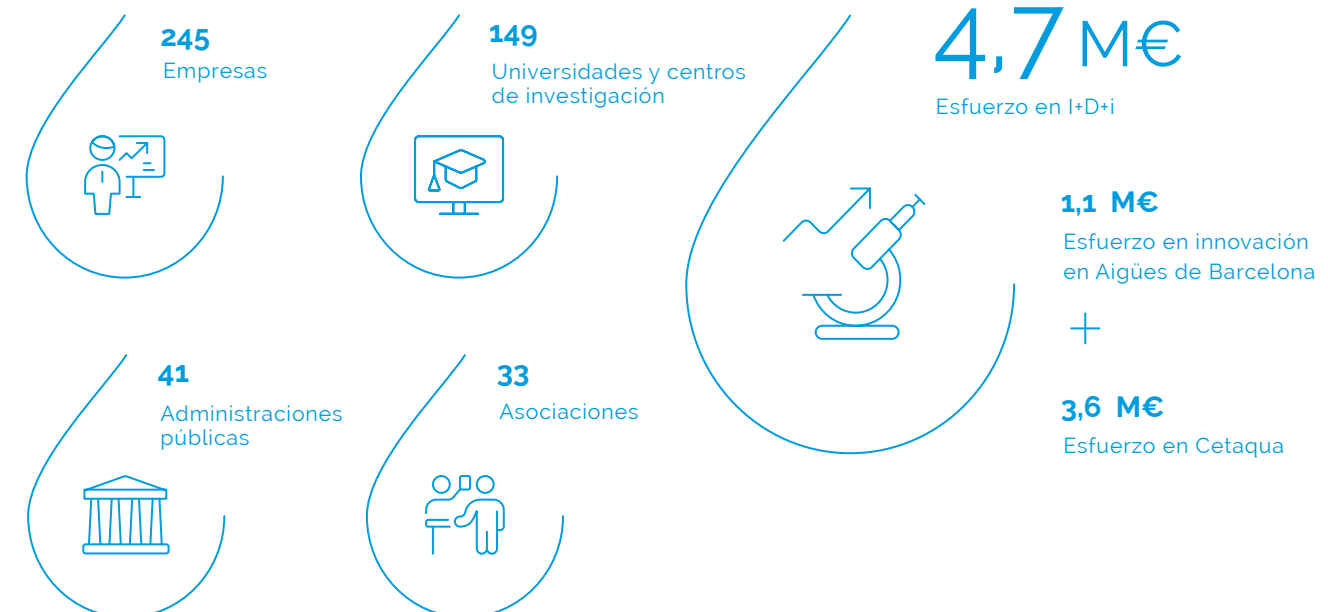 245
Empresas
149
Universidades y centros
de investigación
41
Administraciones
públicas
33
Asociaciones
4,7 M€
Esfuerzo en I+D+i
1,1 M€
Esfuerzo en innovación
en Aigües de Barcelona
+
3,6 M€
Esfuerzo en Cetaqua